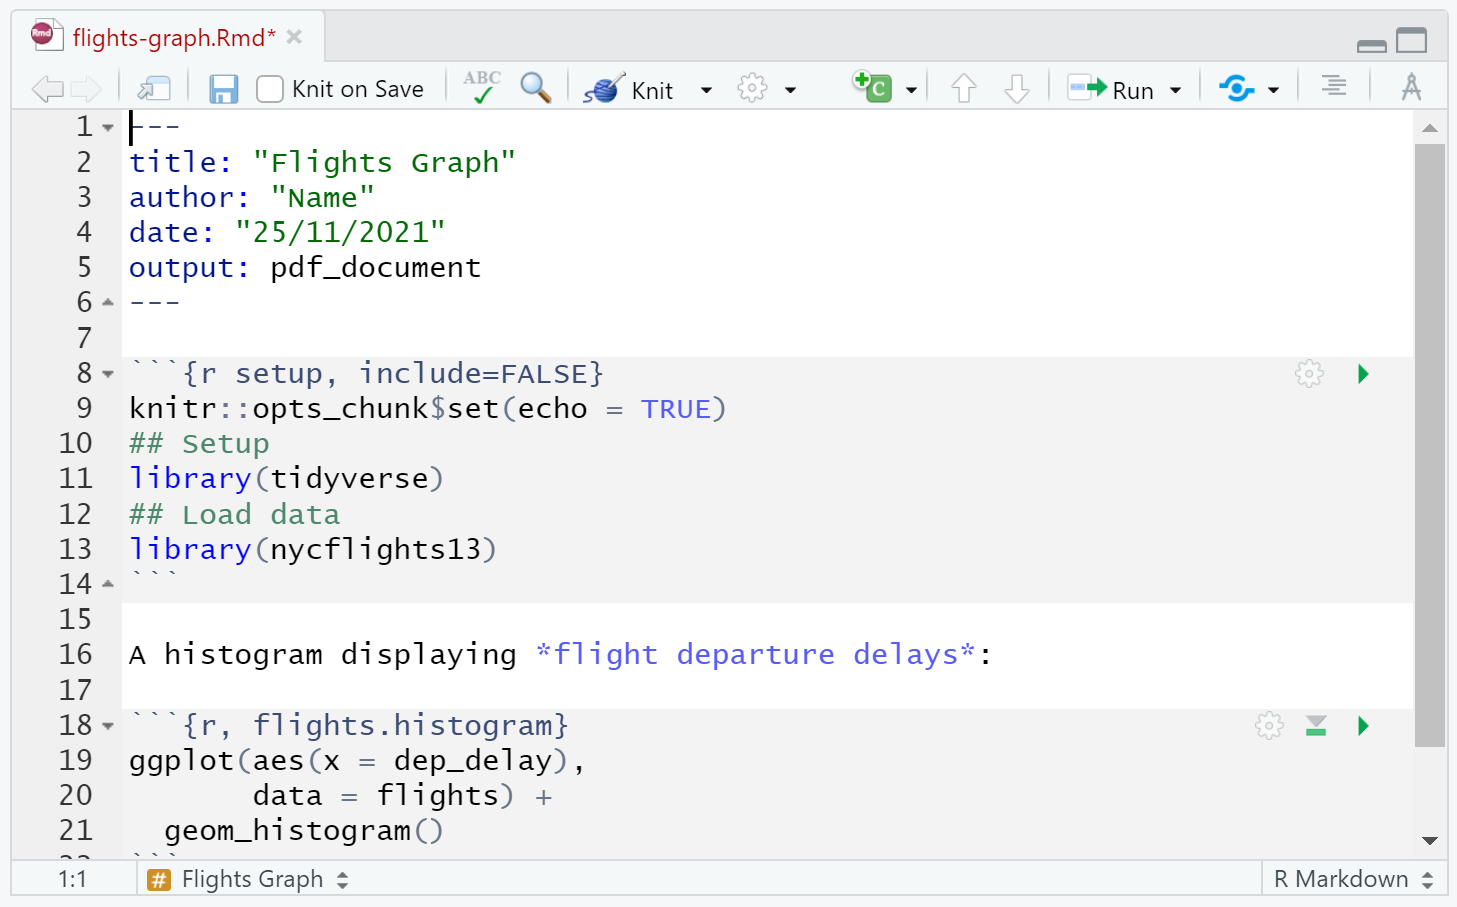 Rmd flights-graph.Rmd*
Knit on Save ABC Knit C Run
1 ---
2 title: "Flights Graph"
3 author: "Name"
4 date: "25/11/2021"
5 output: pdf_document
6 ---
7
8 ```{r setup, include=FALSE}
9 knitr::opts_chunk$set(echo = TRUE)
10 ## Setup
11 library(tidyverse)
12 ## Load data
13 library(nycflights13)
14 ```
15
16 A histogram displaying *flight departure delays*:
17
18 ```{r, flights.histogram}
19 ggplot(aes(x = dep_delay),
20        data = flights) +
21   geom_histogram()
1:1 # Flights Graph R Markdown